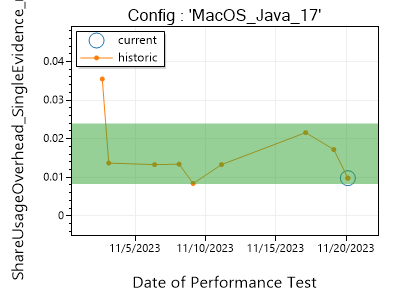 Config : 'MacOS_Java_17'
current
historic
0.04
0.03
0.02
0.01
0
11/5/2023
11/10/2023
11/15/2023
11/20/2023
Date of Performance Test
ShareUsageOverhead_SingleEvidence_